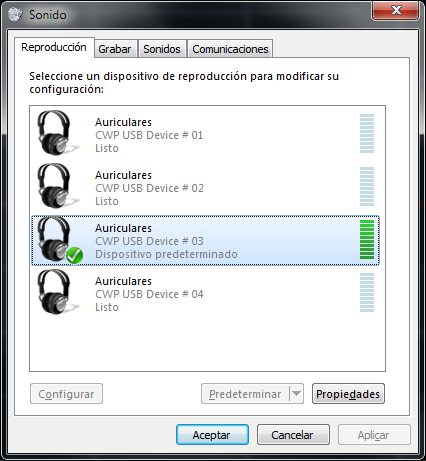 Sonido
Reproducción Grabar Sonidos Comunicaciones
Seleccione un dispositivo de reproducción para modificar su
configuración:
Auriculares
CWP USB Device # 01
Listo
Auriculares
CWP USB Device # 02
Listo
Auriculares
CWP USB Device # 03
Dispositivo predeterminado
Auriculares
CWP USB Device # 04
Listo
Configurar Predeterminar Propiedades
Aceptar Cancelar Aplicar